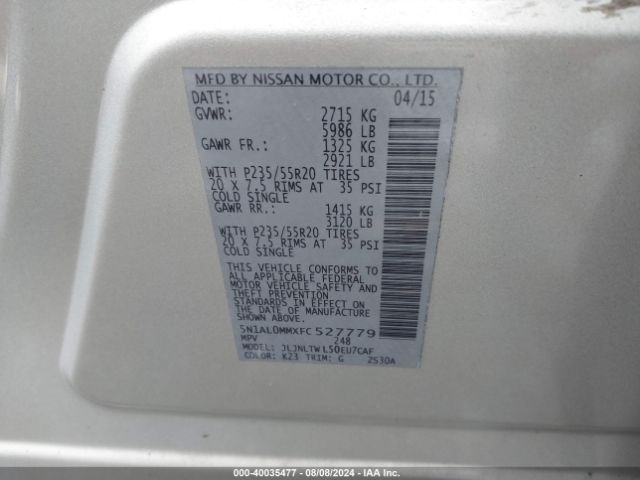 MFD BY NISSAN MOTOR CO., LTD.
DATE: 04/15
GVWR: 2715 KG
5986 LB
GAWR FR.: 1325 KG
2921 LB
WITH P235/55R20 TIRES
20 X 7.5 RIMS AT 35 PSI
COLD SINGLE
GAWR RR.: 1415 KG
3120 LB
WITH P235/55R20 TIRES
20 X 7.5 RIMS AT 35 PSI
COLD SINGLE
THIS VEHICLE CONFORMS TO
ALL APPLICABLE FEDERAL
MOTOR VEHICLE SAFETY AND
THEFT PREVENTION
STANDARDS IN EFFECT ON
THE DATE OF MANUFACTURE
SHOWN ABOVE.
5N1AL0MMXFC527779
MPV 248
MODEL: JLJNLTWL50EU7CAF
COLOR: K23 TRIM: G 2S30A
000-40035477 - 08/08/2024 - IAA Inc.